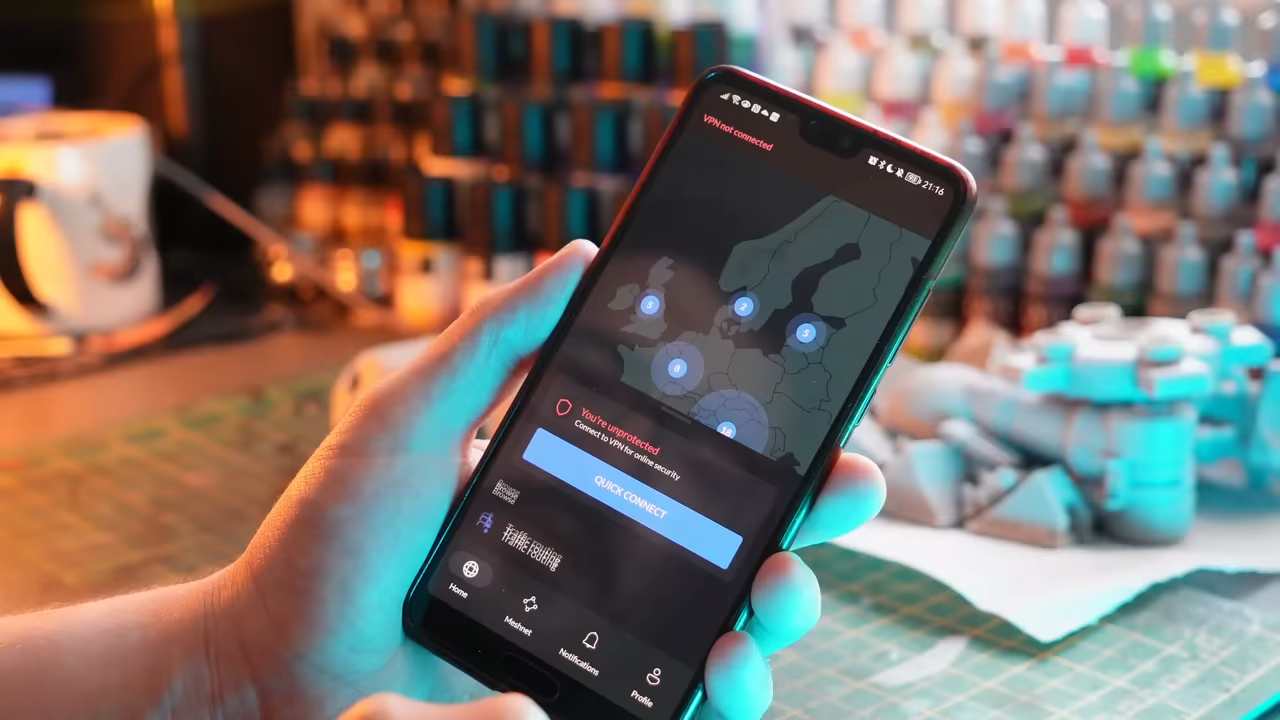 21:16
VPN not connected
5
2
5
8
16
You're unprotected
Connect to VPN for online security
QUICK CONNECT
Browse
Traffic routing
Home
Meshnet
Notifications
Profile